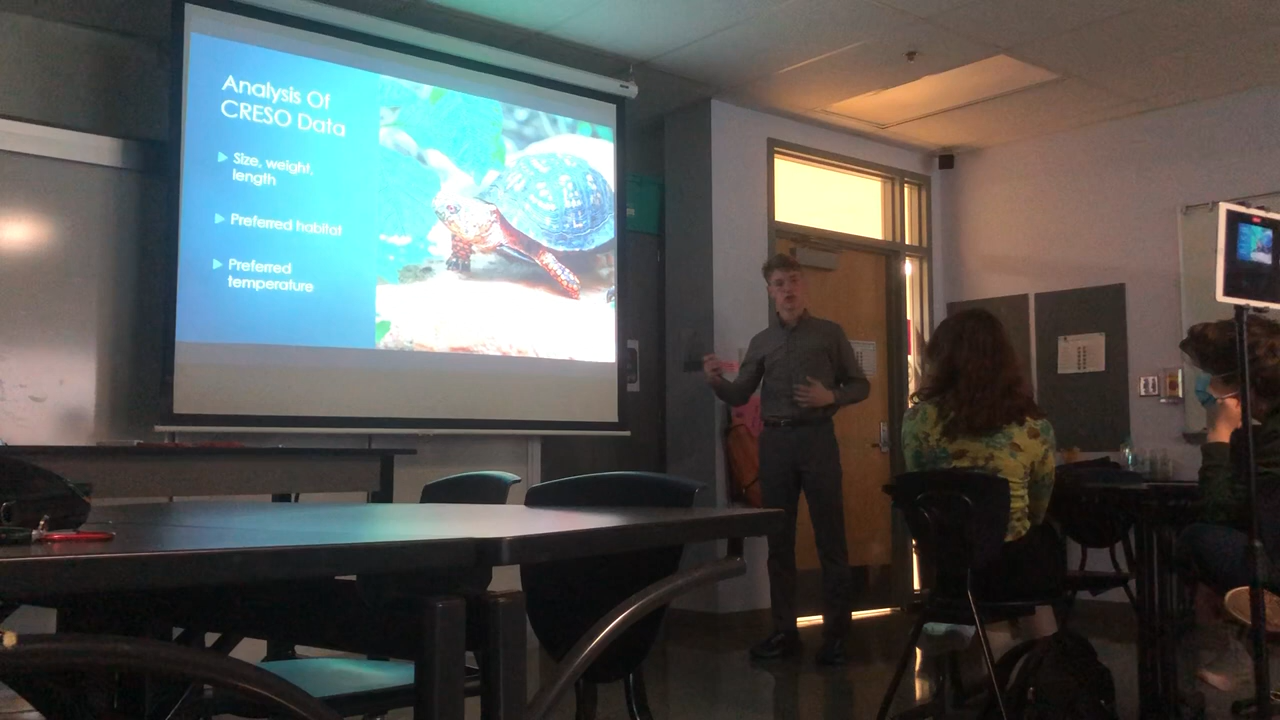 Analysis Of
CRESO Data
Size, weight,
length
Preferred habitat
Preferred
temperature